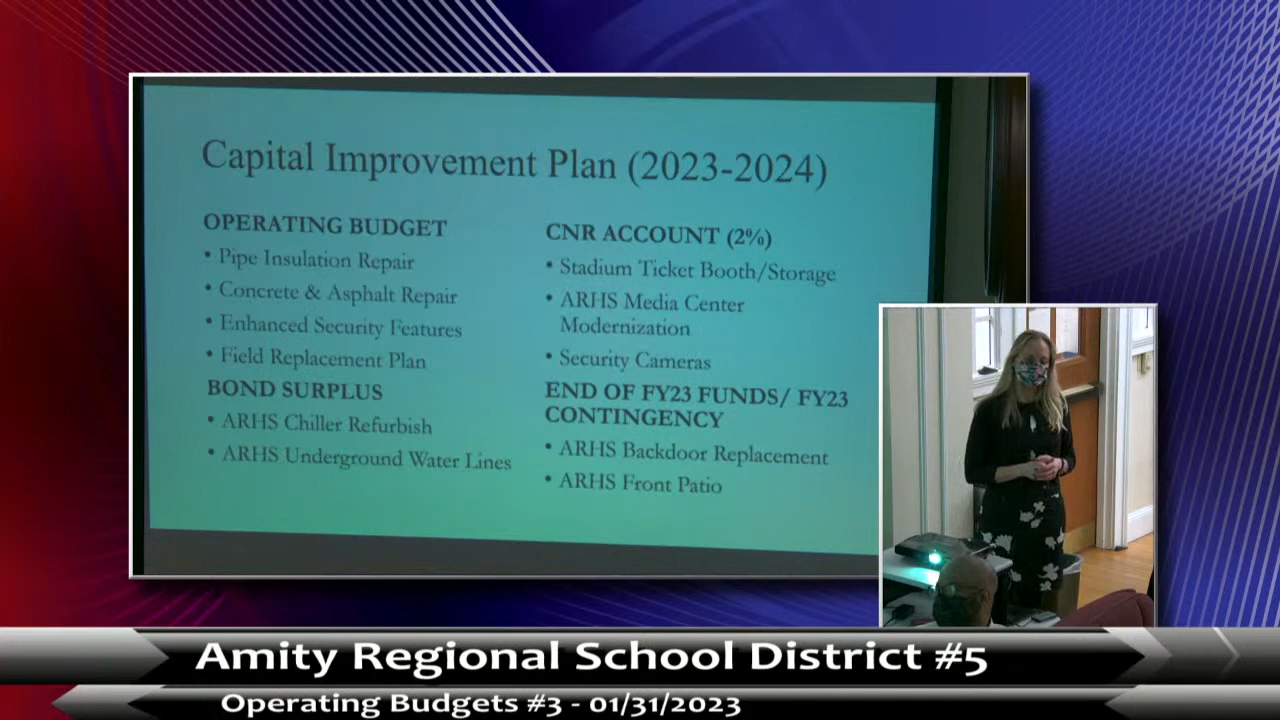 Capital Improvement Plan (2023-2024)
OPERATING BUDGET
• Pipe Insulation Repair
• Concrete & Asphalt Repair
• Enhanced Security Features
• Field Replacement Plan
BOND SURPLUS
• ARHS Chiller Refurbish
• ARHS Underground Water Lines
CNR ACCOUNT (2%)
• Stadium Ticket Booth/Storage
• ARHS Media Center
Modernization
• Security Cameras
END OF FY23 FUNDS/ FY23
CONTINGENCY
• ARHS Backdoor Replacement
• ARHS Front Patio
Amity Regional School District #5
Operating Budgets #3 - 01/31/2023